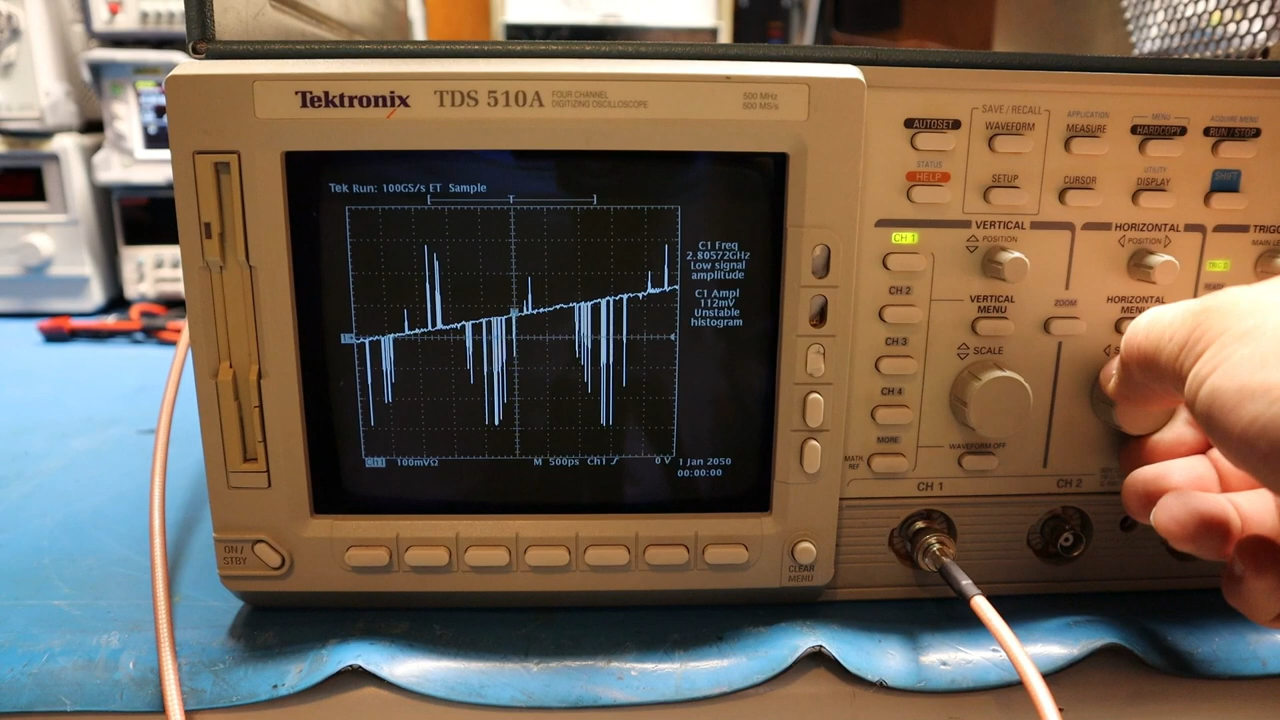 Tektronix TDS 510A FOUR CHANNEL DIGITIZING OSCILLOSCOPE
500 MHz
500 MS/s
Tek Run: 100GS/s ET Sample
C1 Freq
2.80572GHz
Low signal
amplitude
C1 Ampl
112mV
Unstable
histogram
Ch1 100mVΩ M 500ps Ch1 0 V
1 Jan 2050
00:00:00
ON/
STBY
CLEAR
MENU
SAVE / RECALL
APPLICATION
MENU
ACQUIRE MENU
AUTOSET
WAVEFORM
MEASURE
HARDCOPY
RUN / STOP
STATUS
HELP
SETUP
CURSOR
UTILITY
DISPLAY
SHIFT
VERTICAL
HORIZONTAL
CH 1
POSITION
POSITION
CH 2
VERTICAL
MENU
ZOOM
HORIZONTAL
CH 3
SCALE
CH 4
MORE
WAVEFORM OFF
MATH
REF
CH 1
CH 2